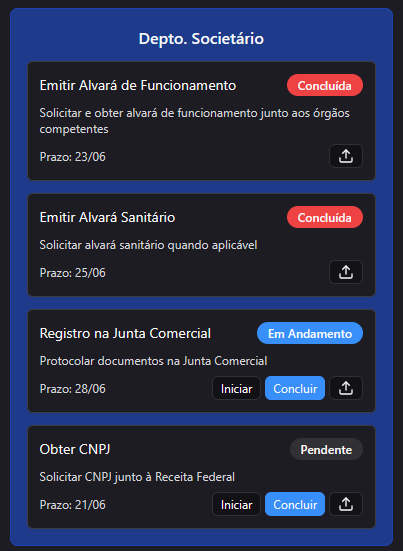 Depto. Societário
Emitir Alvará de Funcionamento
Concluída
Solicitar e obter alvará de funcionamento junto aos órgãos
competentes
Prazo: 23/06
Emitir Alvará Sanitário
Concluída
Solicitar alvará sanitário quando aplicável
Prazo: 25/06
Registro na Junta Comercial
Em Andamento
Protocolar documentos na Junta Comercial
Prazo: 28/06
Iniciar
Concluir
Obter CNPJ
Pendente
Solicitar CNPJ junto à Receita Federal
Prazo: 21/06
Iniciar
Concluir